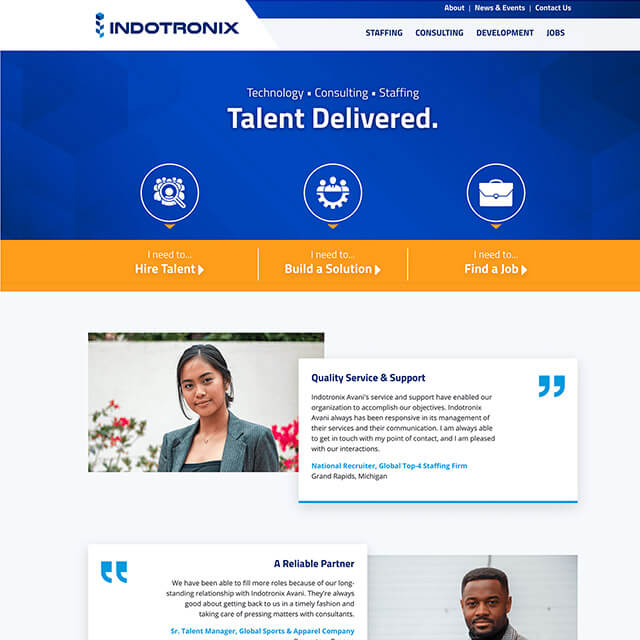 About | News & Events | Contact Us
INDOTRONIX
STAFFING CONSULTING DEVELOPMENT JOBS
Technology • Consulting • Staffing
Talent Delivered.
I need to... I need to... I need to...
Hire Talent Build a Solution Find a Job
Quality Service & Support
Indotronix Avani's service and support have enabled our
organization to accomplish our objectives. Indotronix
Avani always has been responsive in its management of
their services and their communication. I am always able
to get in touch with my point of contact, and I am pleased
with our interactions.
National Recruiter, Global Top-4 Staffing Firm
Grand Rapids, Michigan
A Reliable Partner
We have been able to fill more roles because of our long-
standing relationship with Indotronix Avani. They're always
good about getting back to us in a timely fashion and
taking care of pressing matters with consultants.
Sr. Talent Manager, Global Sports & Apparel Company